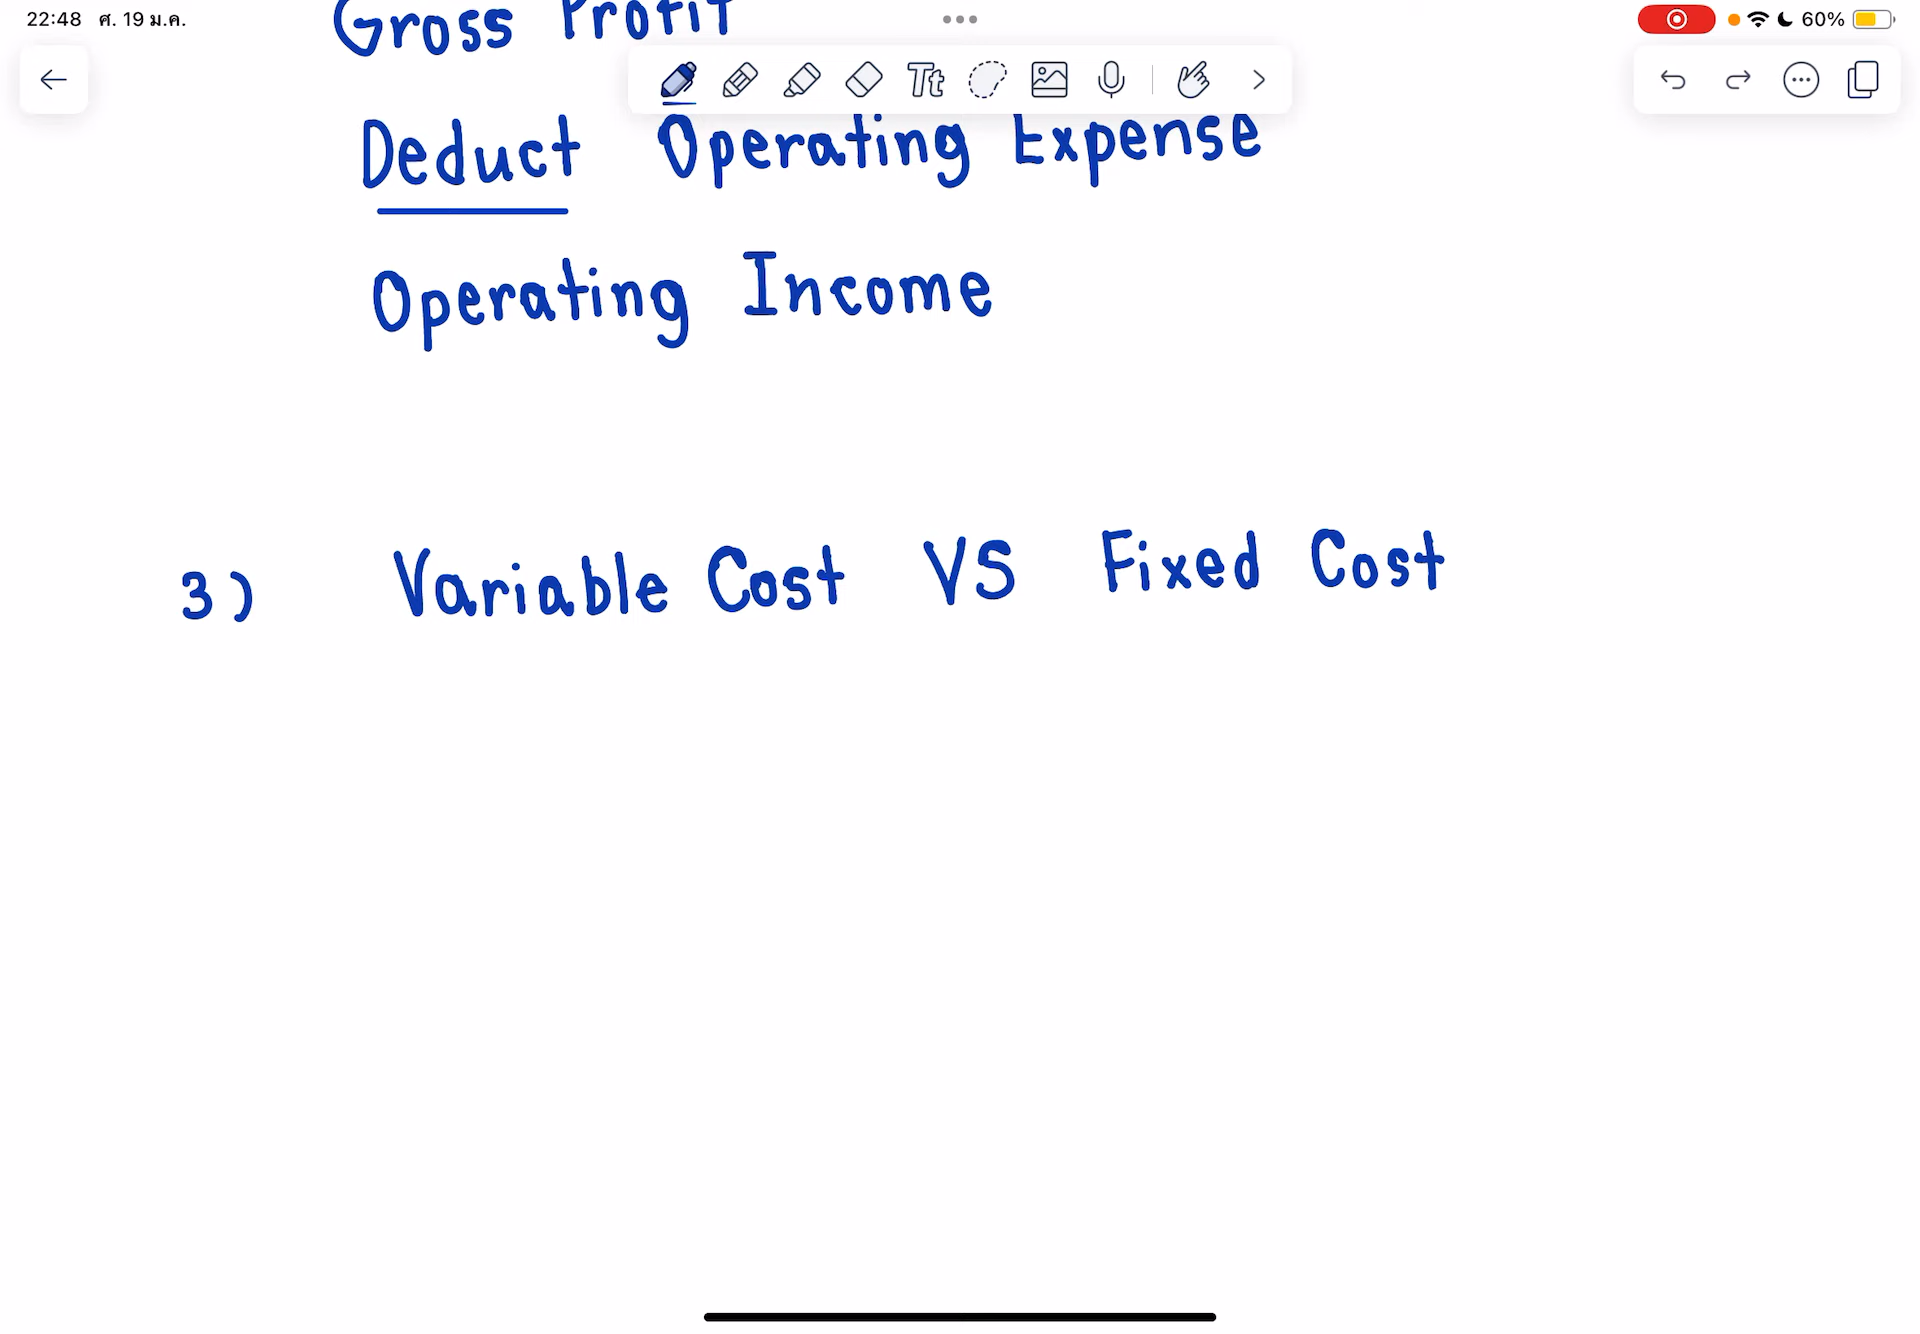 22:48 ศ. 19 ม.ค.
60%
Gross Profit
Tt
Deduct Operating Expense
Operating Income
3) Variable Cost VS Fixed Cost